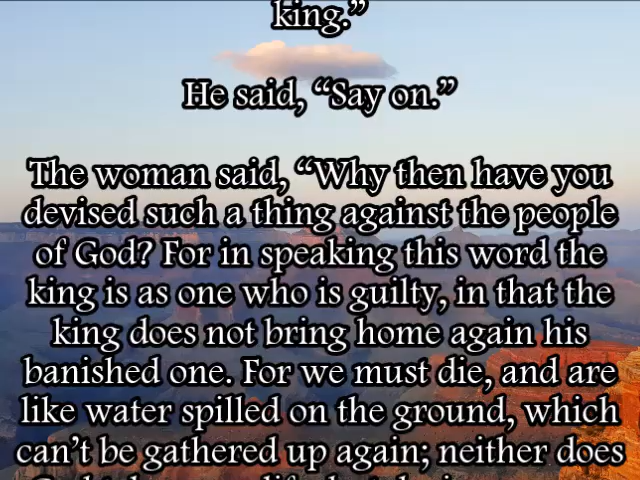 king.”
He said, “Say on.”
The woman said, “Why then have you
devised such a thing against the people
of God? For in speaking this word the
king is as one who is guilty, in that the
king does not bring home again his
banished one. For we must die, and are
like water spilled on the ground, which
can’t be gathered up again; neither does